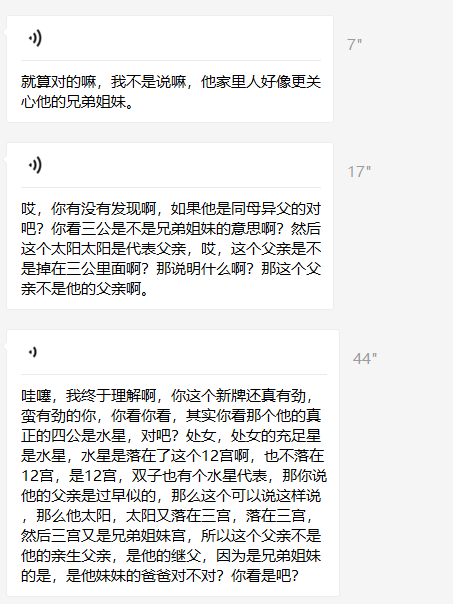 7"
就算对的嘛，我不是说嘛，他家里人好像更关
心他的兄弟姐妹。
17"
哎，你有没有发现啊，如果他是同母异父的对
吧？你看三公是不是兄弟姐妹的意思啊？然后
这个太阳太阳是代表父亲，哎，这个父亲是不
是掉在三公里面啊？那说明什么啊？那这个父
亲不是他的父亲啊。
44"
哇噻，我终于理解啊，你这个新牌还真有劲，
蛮有劲的你，你看你看，其实你看那个他的真
正的四公是水星，对吧？处女，处女的充足星
是水星，水星是落在了这个12宫啊，也不落在
12宫，是12宫，双子也有个水星代表，那你说
他的父亲是过早似的，那么这个可以说这样说
，那么他太阳，太阳又落在三宫，落在三宫，
然后三宫又是兄弟姐妹宫，所以这个父亲不是
他的亲生父亲，是他的继父，因为是兄弟姐妹
的是，是他妹妹的爸爸对不对？你看是吧？